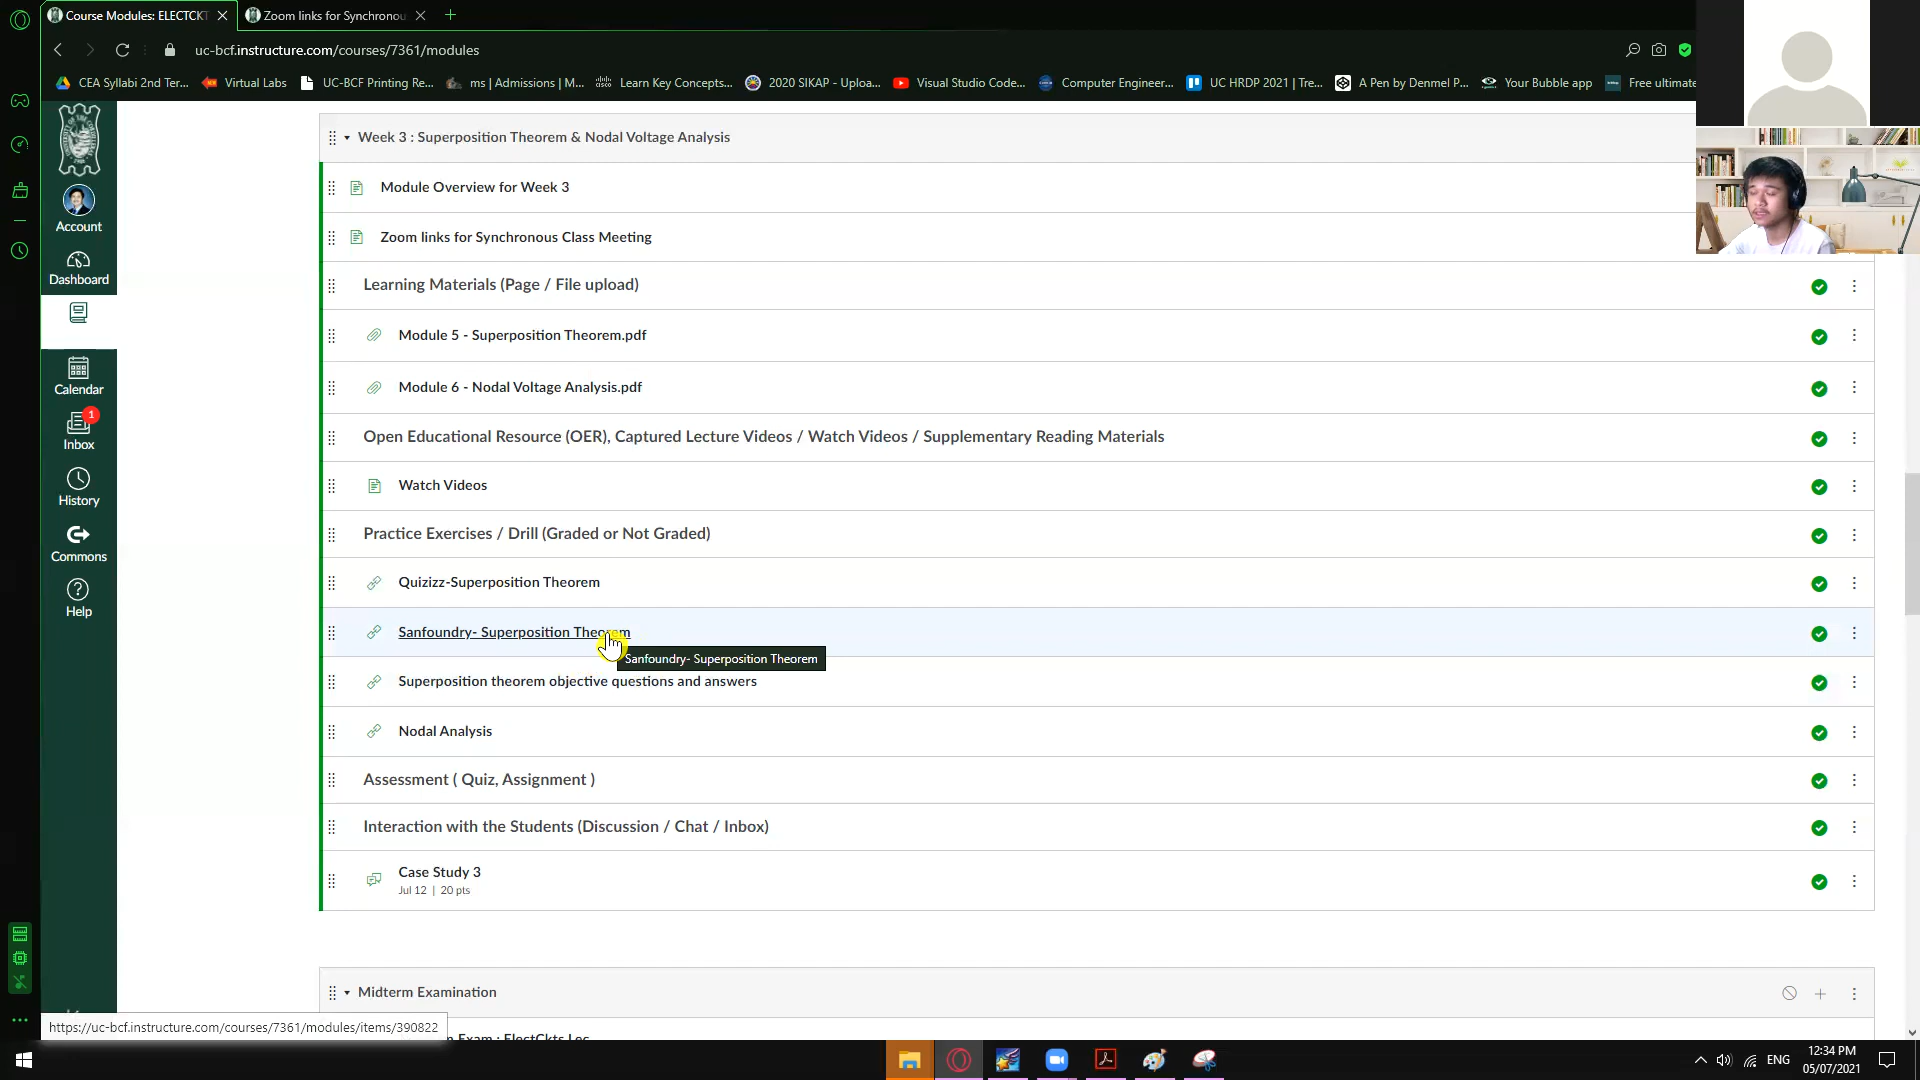 Course Modules: ELECTCKT
Zoom links for Synchronou
uc-bcf.instructure.com/courses/7361/modules
CEA Syllabi 2nd Ter...
Virtual Labs
UC-BCF Printing Re...
ms | Admissions | M...
Learn Key Concepts...
2020 SIKAP - Uploa...
Visual Studio Code...
Computer Engineer...
UC HRDP 2021 | Tre...
A Pen by Denmel P...
Your Bubble app
Free ultimate
Account
Dashboard
Calendar
1
Inbox
History
Commons
Help
Week 3 : Superposition Theorem & Nodal Voltage Analysis
Module Overview for Week 3
Zoom links for Synchronous Class Meeting
Learning Materials (Page / File upload)
Module 5 - Superposition Theorem.pdf
Module 6 - Nodal Voltage Analysis.pdf
Open Educational Resource (OER), Captured Lecture Videos / Watch Videos / Supplementary Reading Materials
Watch Videos
Practice Exercises / Drill (Graded or Not Graded)
Quizizz-Superposition Theorem
Sanfoundry- Superposition Theorem
Sanfoundry- Superposition Theorem
Superposition theorem objective questions and answers
Nodal Analysis
Assessment ( Quiz, Assignment )
Interaction with the Students (Discussion / Chat / Inbox)
Case Study 3
Jul 12 | 20 pts
Midterm Examination
Exam : ElectCkts Lec
https://uc-bcf.instructure.com/courses/7361/modules/items/390822
ENG
12:34 PM
05/07/2021